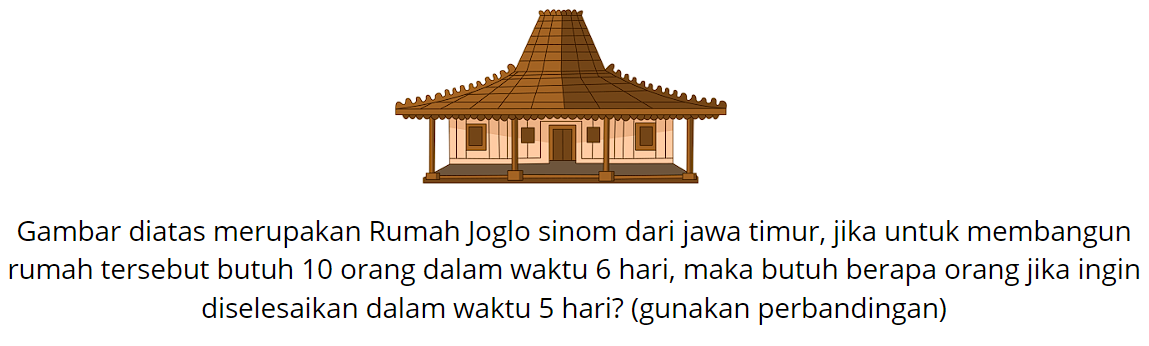 Gambar diatas merupakan Rumah Joglo sinom dari jawa timur, jika untuk membangun
rumah tersebut butuh 10 orang dalam waktu 6 hari, maka butuh berapa orang jika ingin
diselesaikan dalam waktu 5 hari? (gunakan perbandingan)